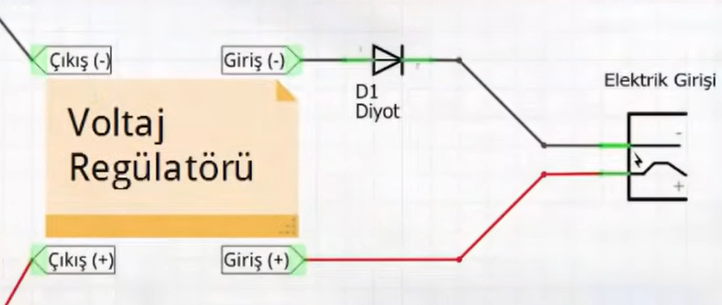 Çıkış (-)
Giriş (-)
D1
Diyot
Elektrik Girişi
-
+
Voltaj
Regülatörü
Çıkış (+)
Giriş (+)